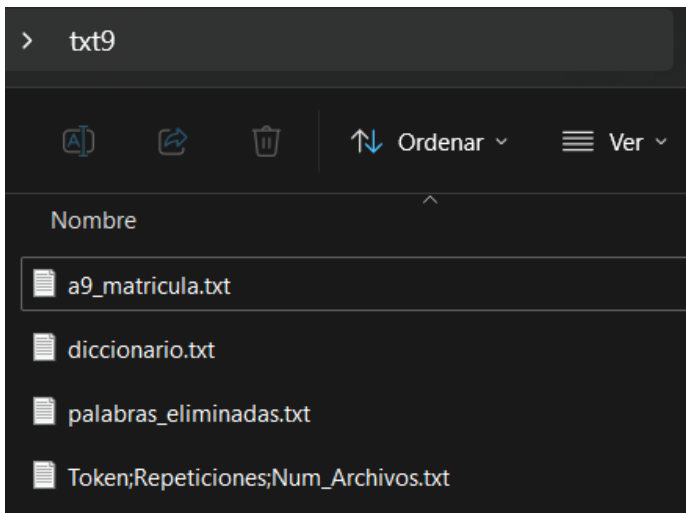 txt9
Ordenar Ver
Nombre
a9_matricula.txt
diccionario.txt
palabras_eliminadas.txt
Token;Repeticiones;Num_Archivos.txt